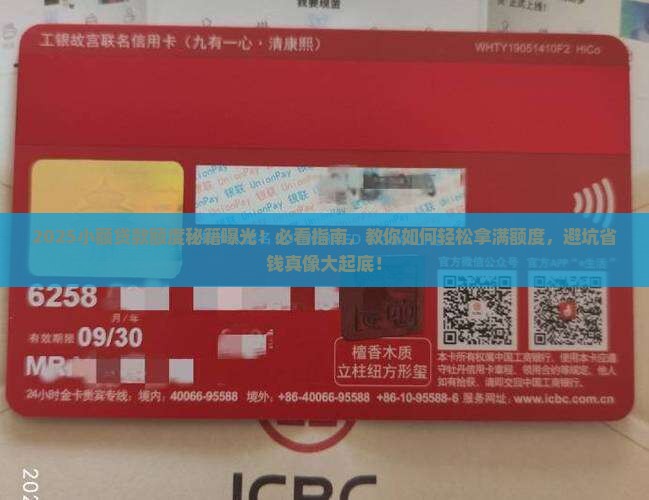 我要模囷
工银故宫联名信用卡（九有一心·清康熙）
WHTY19051410F2 HiCo
银联 UnionPay 银联 UnionPay
2025小额贷款额度秘籍曝光！必看指南，教你如何轻松拿满额度，避坑省
钱真像大起底！
官方微信公众号
官方APP“e生活”
6258
月/年
有效期限 09/30
MR
檀香木质
立柱纽方形玺
本卡所有权属中国工商银行，使用本卡应遵
守牡丹信用卡章程、领用合约等规定。他人
如有拾获，请即交回中国工商银行。
24小时金卡贵宾专线：境内：40066-95588 境外：+86-40066-95588 +86-10-95588-6 服务网址：www.icbc.com.cn
ICBC